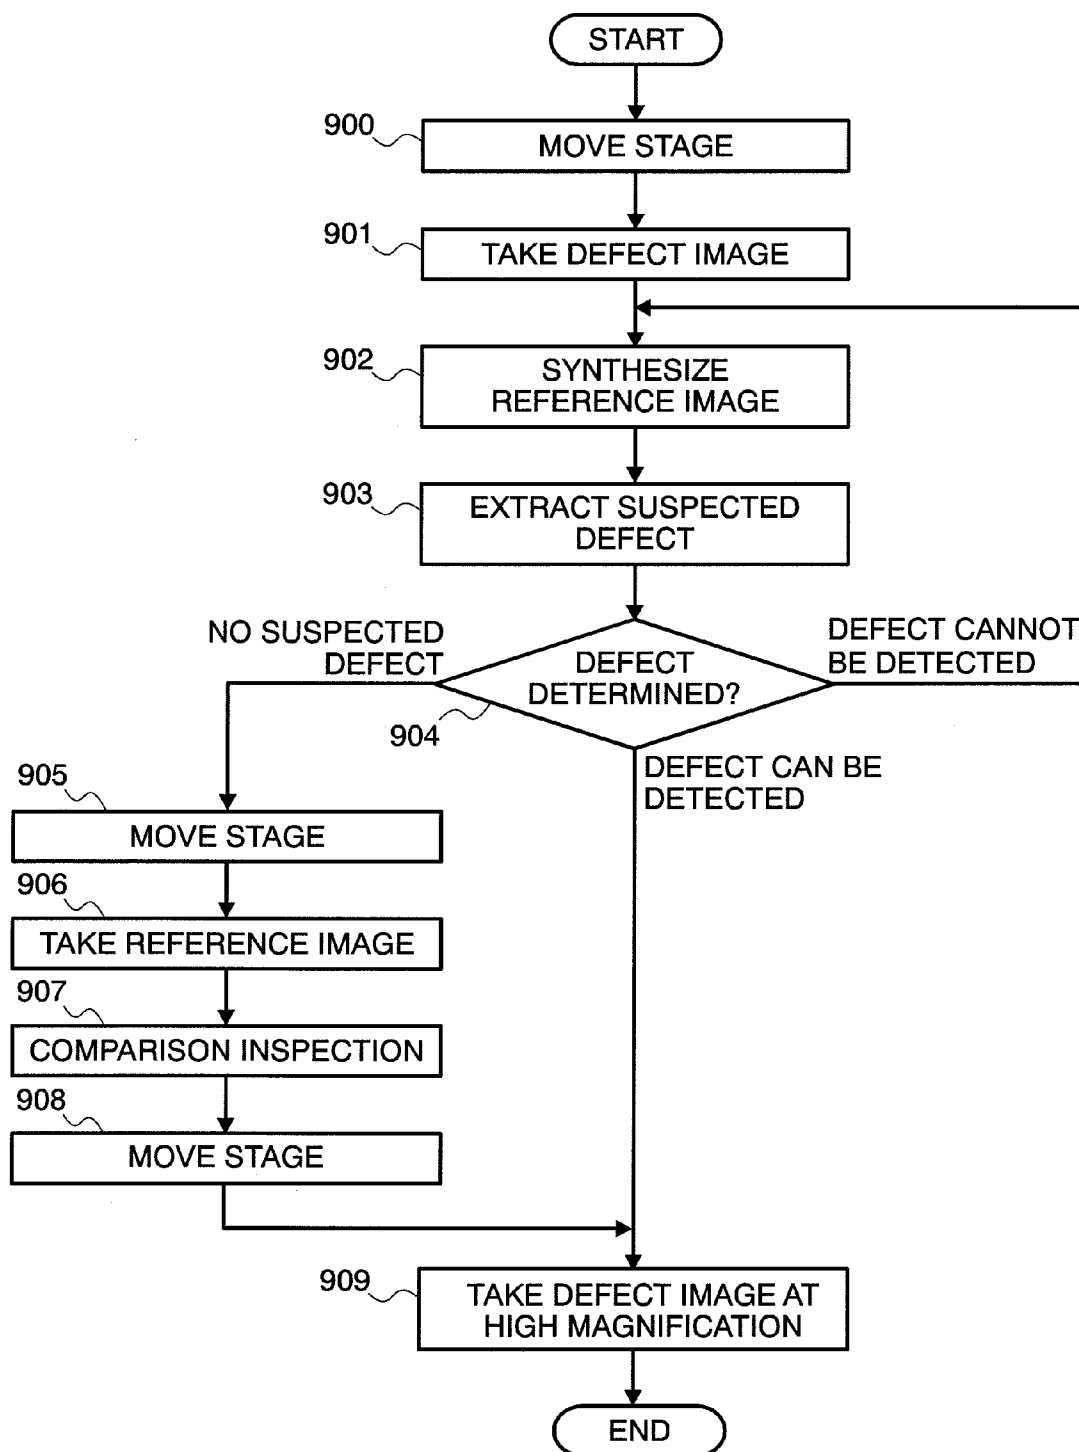 START
900
MOVE STAGE
901
TAKE DEFECT IMAGE
902
SYNTHESIZE
REFERENCE IMAGE
903
EXTRACT SUSPECTED
DEFECT
NO SUSPECTED
DEFECT
DEFECT
DETERMINED?
904
DEFECT CANNOT
BE DETECTED
DEFECT CAN BE
DETECTED
905
MOVE STAGE
906
TAKE REFERENCE IMAGE
907
COMPARISON INSPECTION
908
MOVE STAGE
909
TAKE DEFECT IMAGE AT
HIGH MAGNIFICATION
END